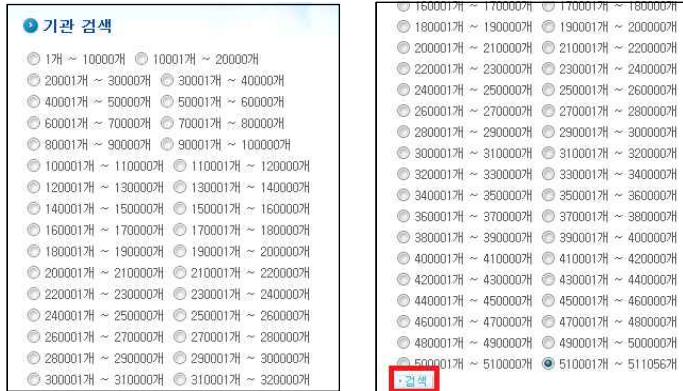 기관 검색
1개 ~ 10000개 10001개 ~ 20000개
20001개 ~ 30000개 30001개 ~ 40000개
40001개 ~ 50000개 50001개 ~ 60000개
60001개 ~ 70000개 70001개 ~ 80000개
80001개 ~ 90000개 90001개 ~ 100000개
100001개 ~ 110000개 110001개 ~ 120000개
120001개 ~ 130000개 130001개 ~ 140000개
140001개 ~ 150000개 150001개 ~ 160000개
160001개 ~ 170000개 170001개 ~ 180000개
180001개 ~ 190000개 190001개 ~ 200000개
200001개 ~ 210000개 210001개 ~ 220000개
220001개 ~ 230000개 230001개 ~ 240000개
240001개 ~ 250000개 250001개 ~ 260000개
260001개 ~ 270000개 270001개 ~ 280000개
280001개 ~ 290000개 290001개 ~ 300000개
300001개 ~ 310000개 310001개 ~ 320000개
160001개 ~ 170000개 170001개 ~ 180000개
180001개 ~ 190000개 190001개 ~ 200000개
200001개 ~ 210000개 210001개 ~ 220000개
220001개 ~ 230000개 230001개 ~ 240000개
240001개 ~ 250000개 250001개 ~ 260000개
260001개 ~ 270000개 270001개 ~ 280000개
280001개 ~ 290000개 290001개 ~ 300000개
300001개 ~ 310000개 310001개 ~ 320000개
320001개 ~ 330000개 330001개 ~ 340000개
340001개 ~ 350000개 350001개 ~ 360000개
360001개 ~ 370000개 370001개 ~ 380000개
380001개 ~ 390000개 390001개 ~ 400000개
400001개 ~ 410000개 410001개 ~ 420000개
420001개 ~ 430000개 430001개 ~ 440000개
440001개 ~ 450000개 450001개 ~ 460000개
460001개 ~ 470000개 470001개 ~ 480000개
480001개 ~ 490000개 490001개 ~ 500000개
500001개 ~ 510000개 510001개 ~ 511056개
검색